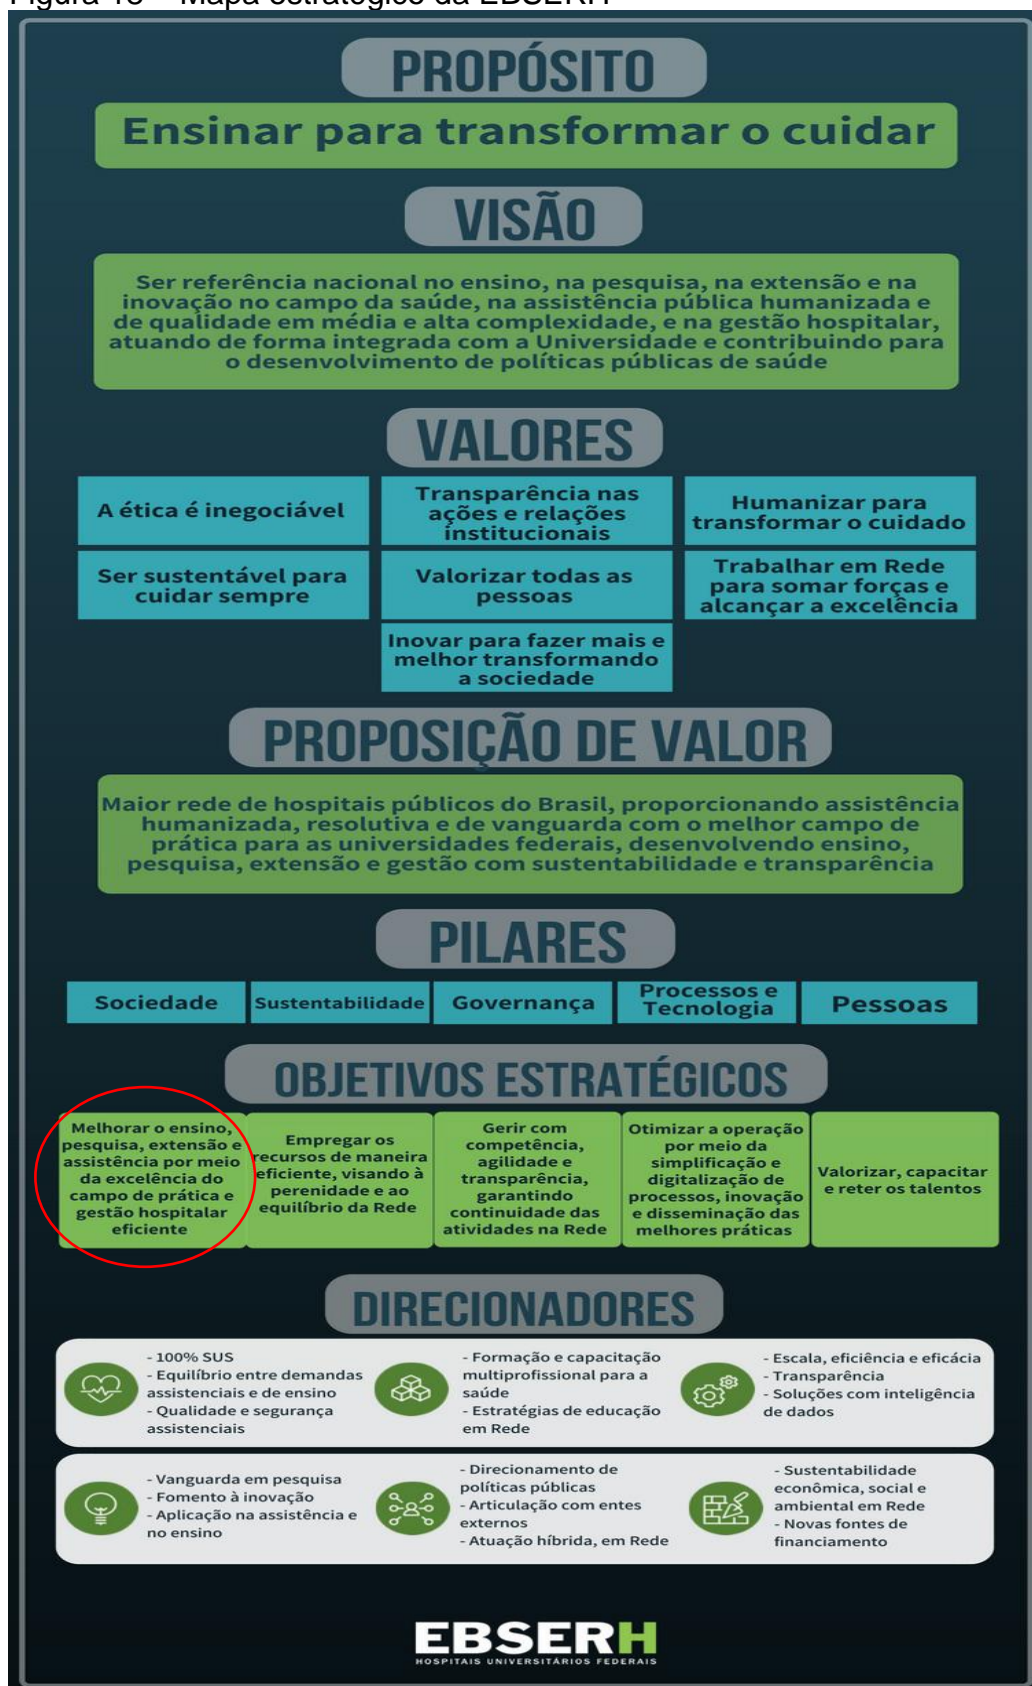 PROPÓSITO
Ensinar para transformar o cuidar
VISÃO
Ser referência nacional no ensino, na pesquisa, na extensão e na
inovação no campo da saúde, na assistência pública humanizada e
de qualidade em média e alta complexidade, e na gestão hospitalar,
atuando de forma integrada com a Universidade e contribuindo para
o desenvolvimento de políticas públicas de saúde
VALORES
A ética é inegociável
Transparência nas
ações e relações
institucionais
Humanizar para
transformar o cuidado
Ser sustentável para
cuidar sempre
Valorizar todas as
pessoas
Trabalhar em Rede
para somar forças e
alcançar a excelência
Inovar para fazer mais e
melhor transformando
a sociedade
PROPOSIÇÃO DE VALOR
Maior rede de hospitais públicos do Brasil, proporcionando assistência
humanizada, resolutiva e de vanguarda com o melhor campo de
prática para as universidades federais, desenvolvendo ensino,
pesquisa, extensão e gestão com sustentabilidade e transparência
PILARES
Sociedade
Sustentabilidade
Governança
Processos e
Tecnologia
Pessoas
OBJETIVOS ESTRATÉGICOS
Melhorar o ensino,
pesquisa, extensão e
assistência por meio
da excelência do
campo de prática e
gestão hospitalar
eficiente
Empregar os
recursos de maneira
eficiente, visando à
perenidade e ao
equilíbrio da Rede
Gerir com
competência,
agilidade e
transparência,
garantindo
continuidade das
atividades na Rede
Otimizar a operação
por meio da
simplificação e
digitalização de
processos, inovação
e disseminação das
melhores práticas
Valorizar, capacitar
e reter os talentos
DIRECIONADORES
- 100% SUS
- Equilíbrio entre demandas
assistenciais e de ensino
- Qualidade e segurança
assistenciais
- Formação e capacitação
multiprofissional para a
saúde
- Estratégias de educação
em Rede
- Escala, eficiência e eficácia
- Transparência
- Soluções com inteligência
de dados
- Vanguarda em pesquisa
- Fomento à inovação
- Aplicação na assistência e
no ensino
- Direcionamento de
políticas públicas
- Articulação com entes
externos
- Atuação híbrida, em Rede
- Sustentabilidade
econômica, social e
ambiental em Rede
- Novas fontes de
financiamento
EBSERH
HOSPITAIS UNIVERSITÁRIOS FEDERAIS